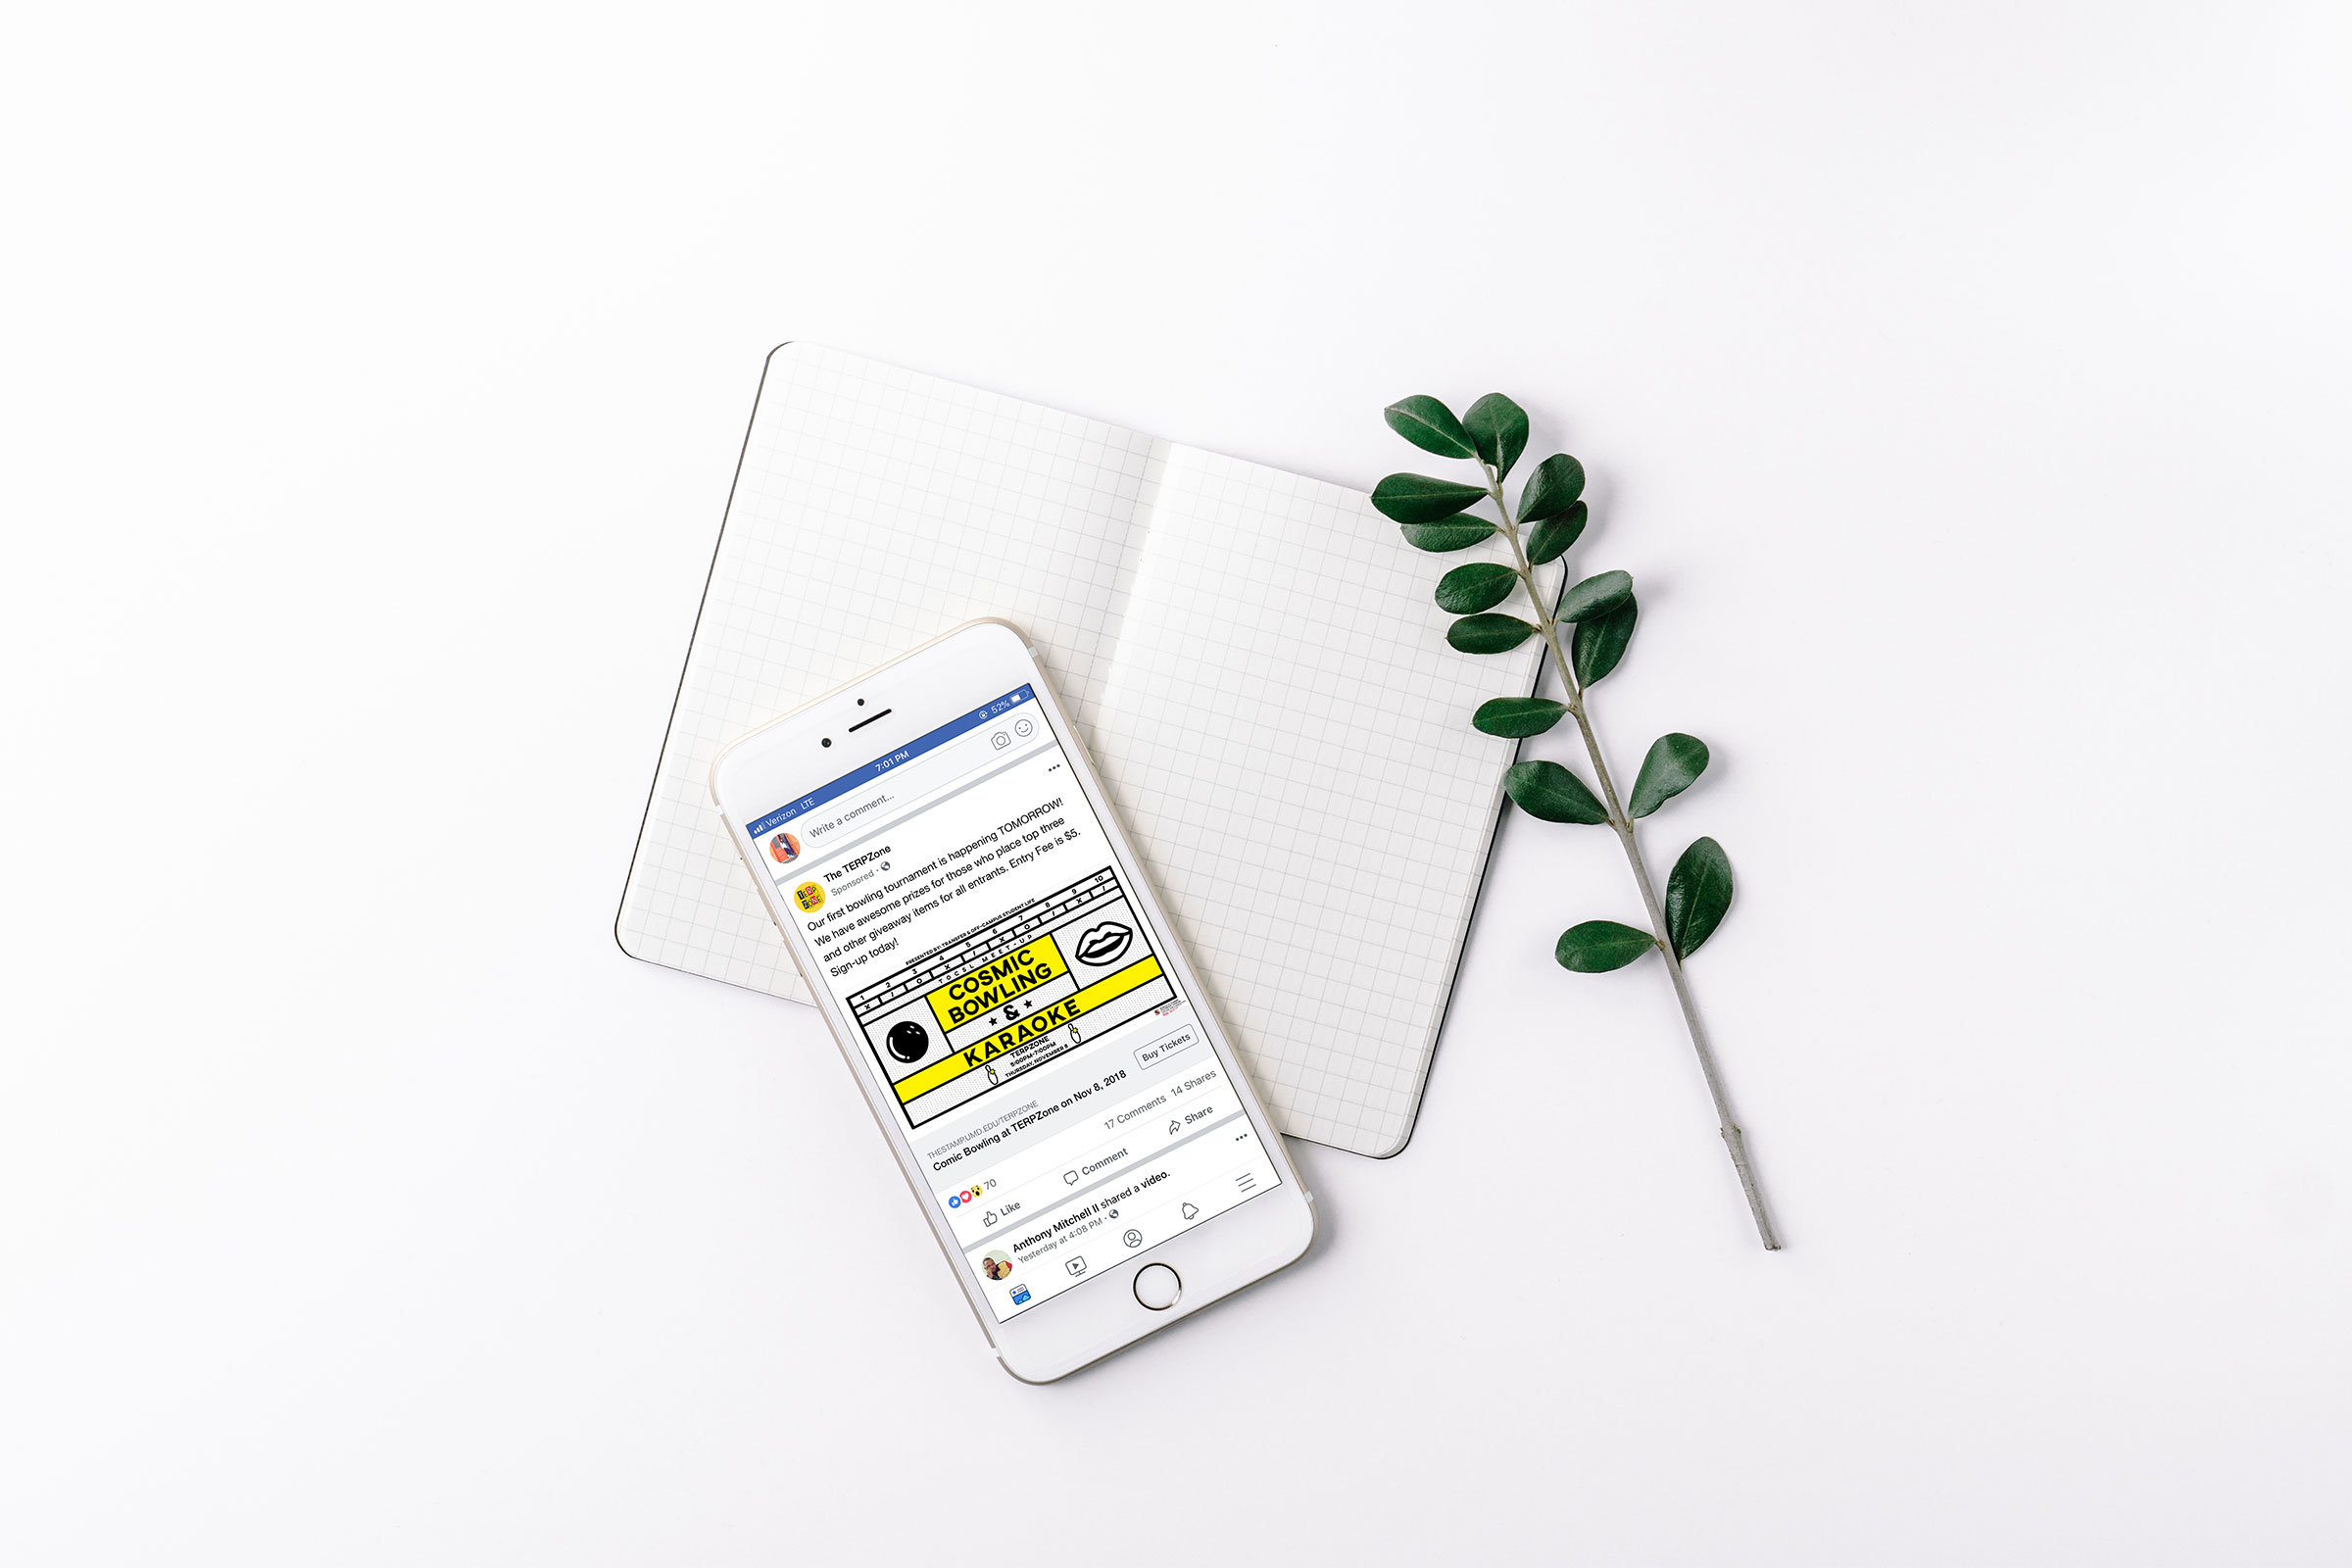 Verizon LTE
7:01 PM
52%
Write a comment...
The TERPZone
Sponsored
Our first bowling tournament is happening TOMORROW!
We have awesome prizes for those who place top three
and other giveaway items for all entrants. Entry Fee is $5.
Sign-up today!
PRESENTED BY: TRANSFER & OFF-CAMPUS STUDENT LIFE
1 2 3 4 5 6 7 8 9 10
TOCSL MEET-UP
COSMIC
BOWLING
&
KARAOKE
TERPZONE
5:00PM-7:00PM
THURSDAY, NOVEMBER 8
THESTAMP.UMD.EDU/TERPZONE
Comic Bowling at TERPZone on Nov 8, 2018
Buy Tickets
70
17 Comments 14 Shares
Like
Comment
Share
Anthony Mitchell II shared a video.
Yesterday at 4:08 PM